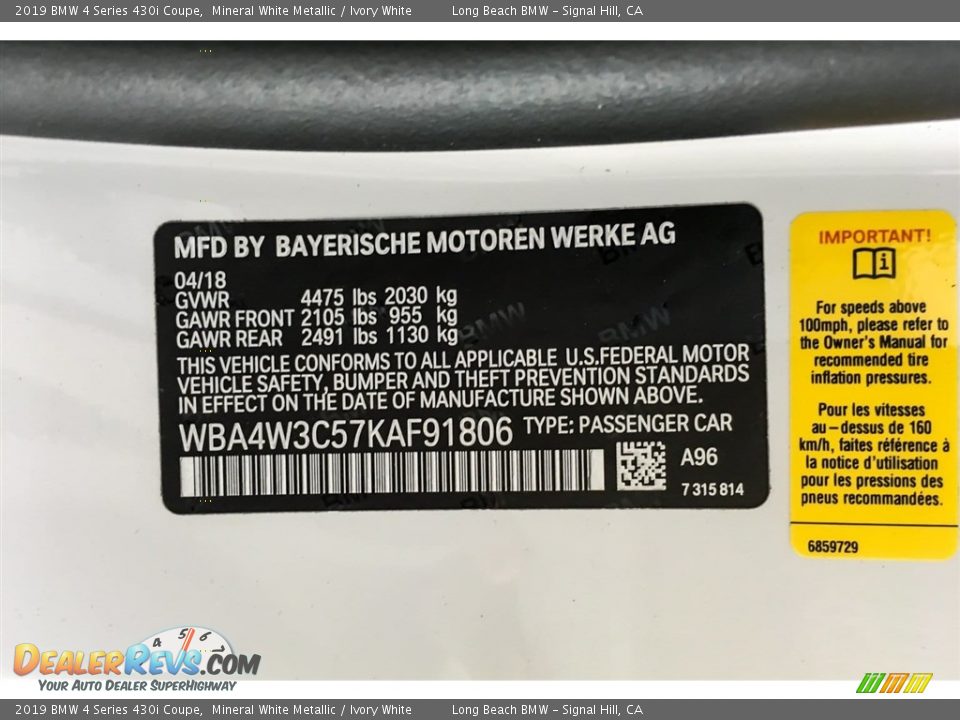 2019 BMW 4 Series 430i Coupe,  Mineral White Metallic / Ivory White  Long Beach BMW – Signal Hill, CA
MFD BY BAYERISCHE MOTOREN WERKE AG
04/18
GVWR 4475 lbs 2030 kg
GAWR FRONT 2105 lbs 955 kg
GAWR REAR 2491 lbs 1130 kg
THIS VEHICLE CONFORMS TO ALL APPLICABLE U.S.FEDERAL MOTOR
VEHICLE SAFETY, BUMPER AND THEFT PREVENTION STANDARDS
IN EFFECT ON THE DATE OF MANUFACTURE SHOWN ABOVE.
WBA4W3C57KAF91806 TYPE: PASSENGER CAR
A96
7 315 814
IMPORTANT!
For speeds above
100mph, please refer to
the Owner's Manual for
recommended tire
inflation pressures.
Pour les vitesses
au–dessus de 160
km/h, faites référence à
la notice d'utilisation
pour les pressions des
pneus recommandées.
6859729
4 5 6
DEALERREVS.COM
YOUR AUTO DEALER SUPERHIGHWAY
2019 BMW 4 Series 430i Coupe,  Mineral White Metallic / Ivory White  Long Beach BMW – Signal Hill, CA